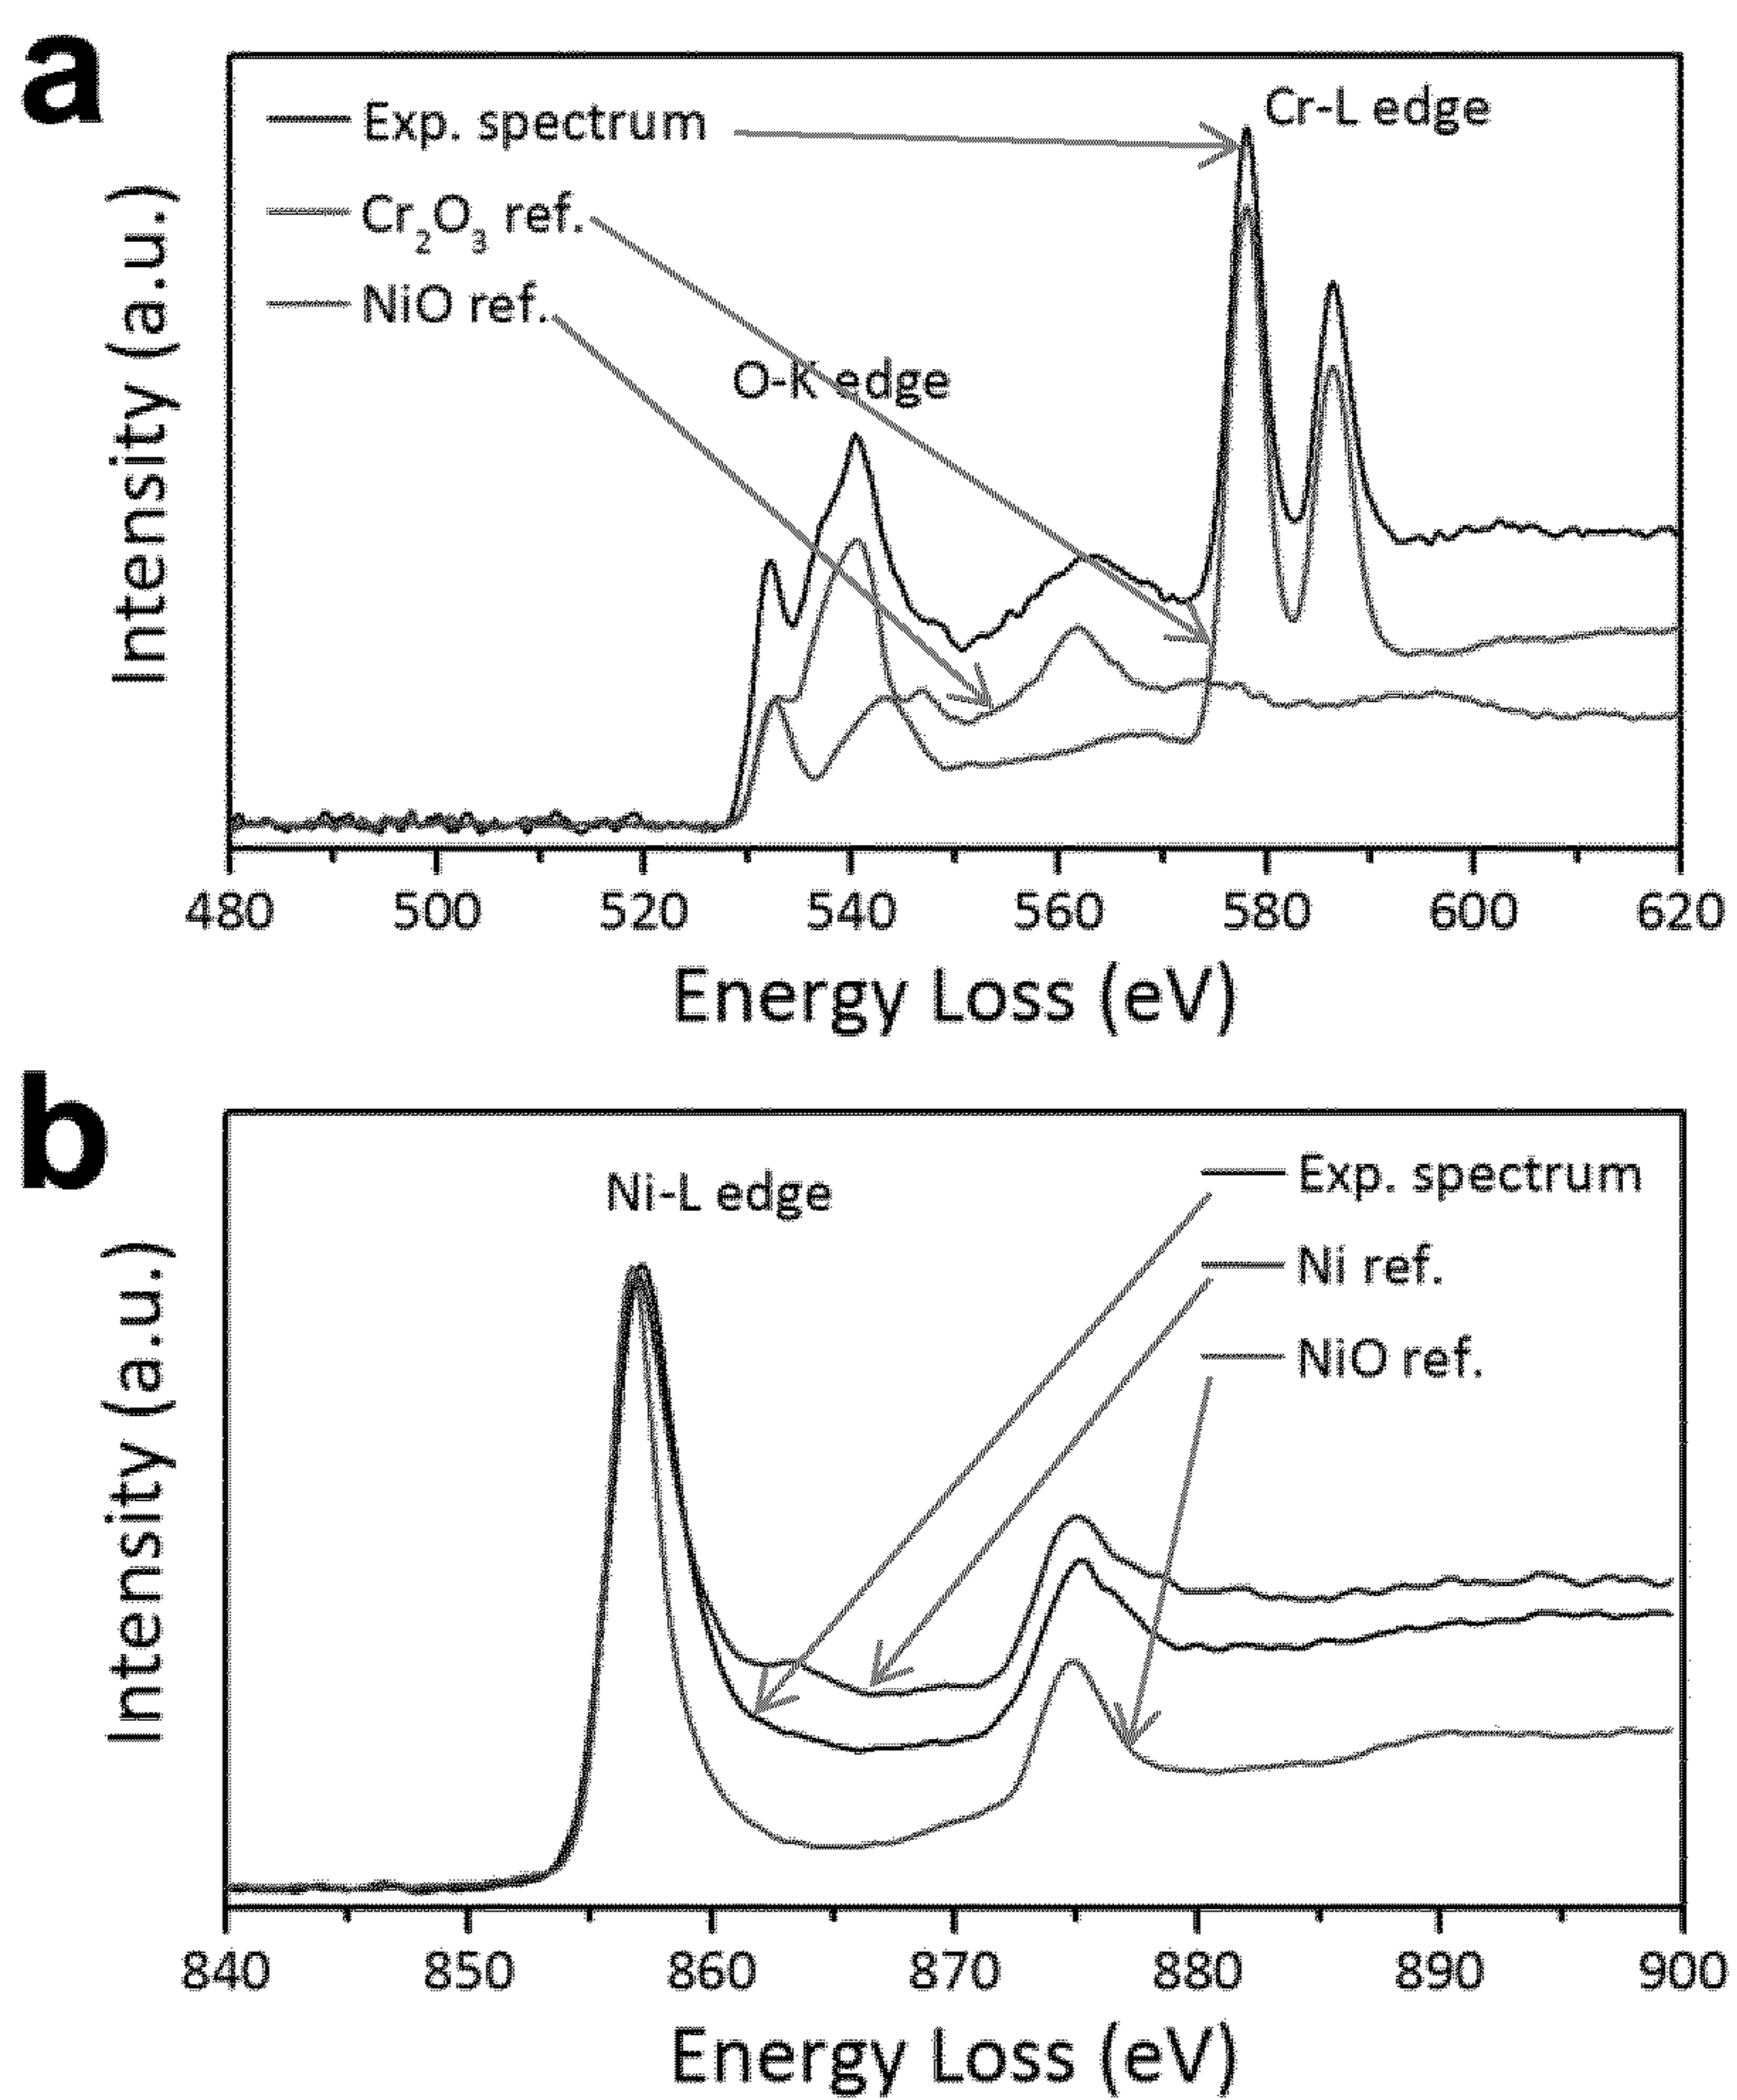 a
Exp. spectrum
Cr2O3 ref.
NiO ref.
Cr-L edge
O-K edge
Intensity (a.u.)
480 500 520 540 560 580 600 620
Energy Loss (eV)
b
Ni-L edge
Exp. spectrum
Ni ref.
NiO ref.
Intensity (a.u.)
840 850 860 870 880 890 900
Energy Loss (eV)